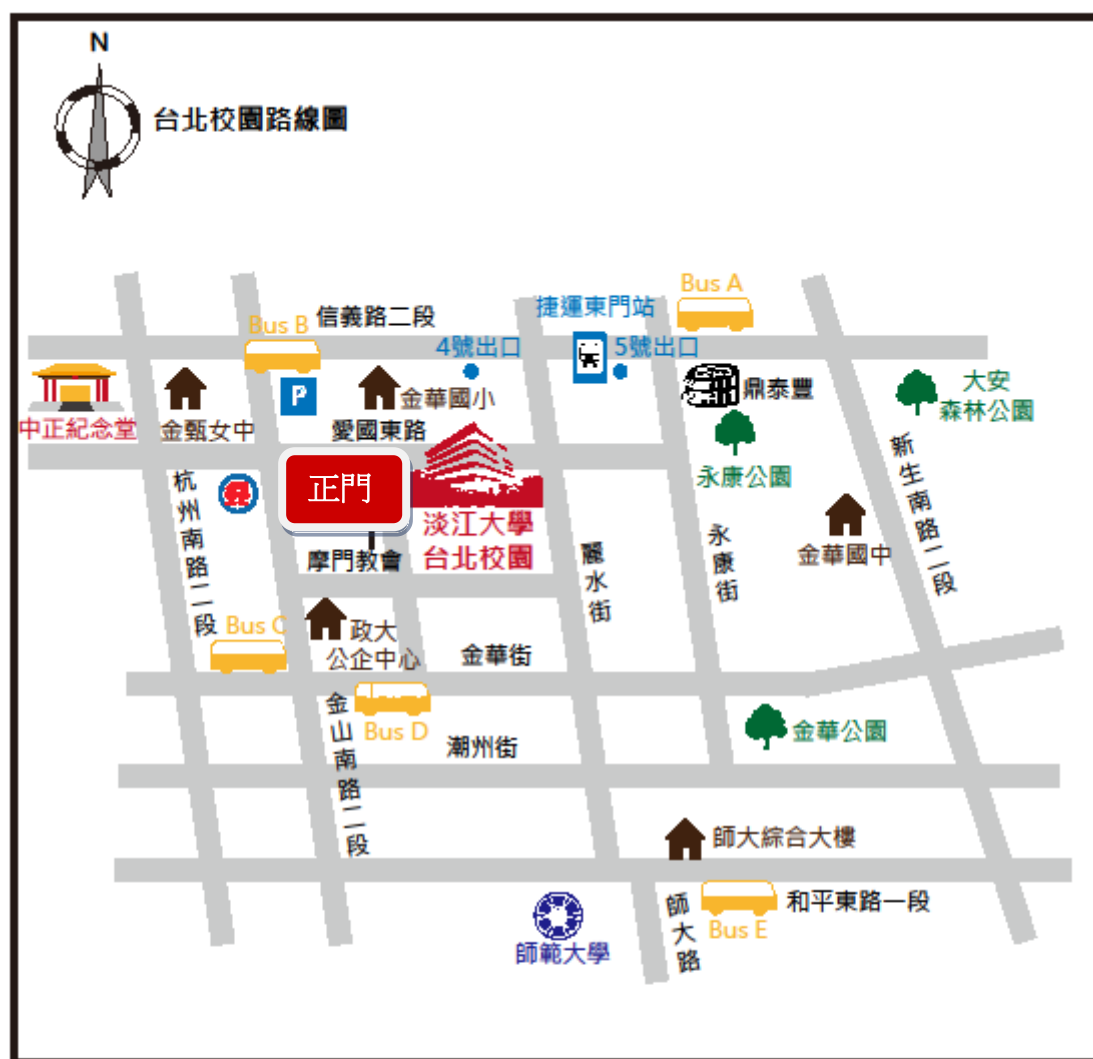 N
台北校園路線圖
Bus A
捷運東門站
信義路二段
Bus B
4號出口
5號出口
P
鼎泰豐
大安
森林公園
金華國小
中正紀念堂
金甌女中
愛國東路
永康公園
新生南路二段
正門
杭州南路二段
淡江大學
台北校園
摩門教會
麗水街
永康街
金華國中
Bus C
政大
公企中心
金華街
金山南路二段
Bus D
潮州街
金華公園
師大綜合大樓
和平東路一段
師大路
Bus E
師範大學